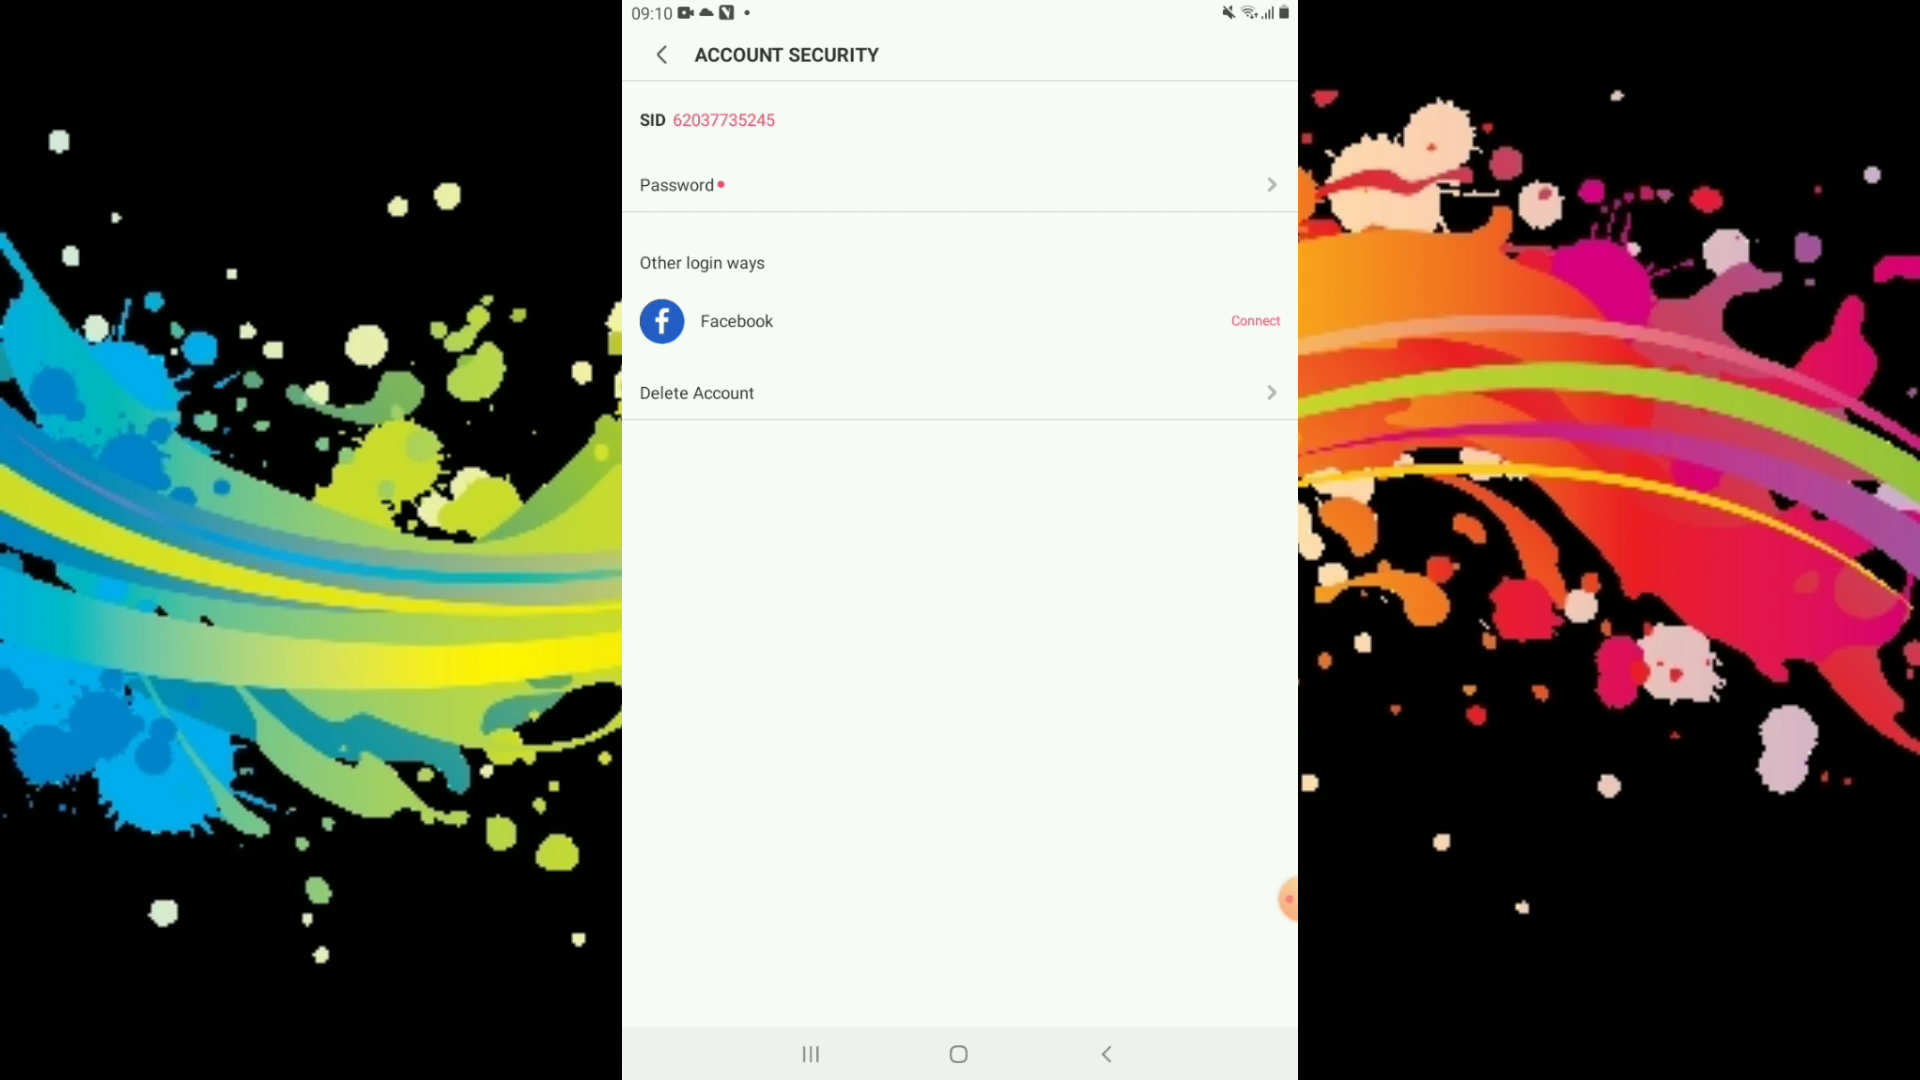 09:10
ACCOUNT SECURITY
SID 62037735245
Password
Other login ways
Facebook
Connect
Delete Account